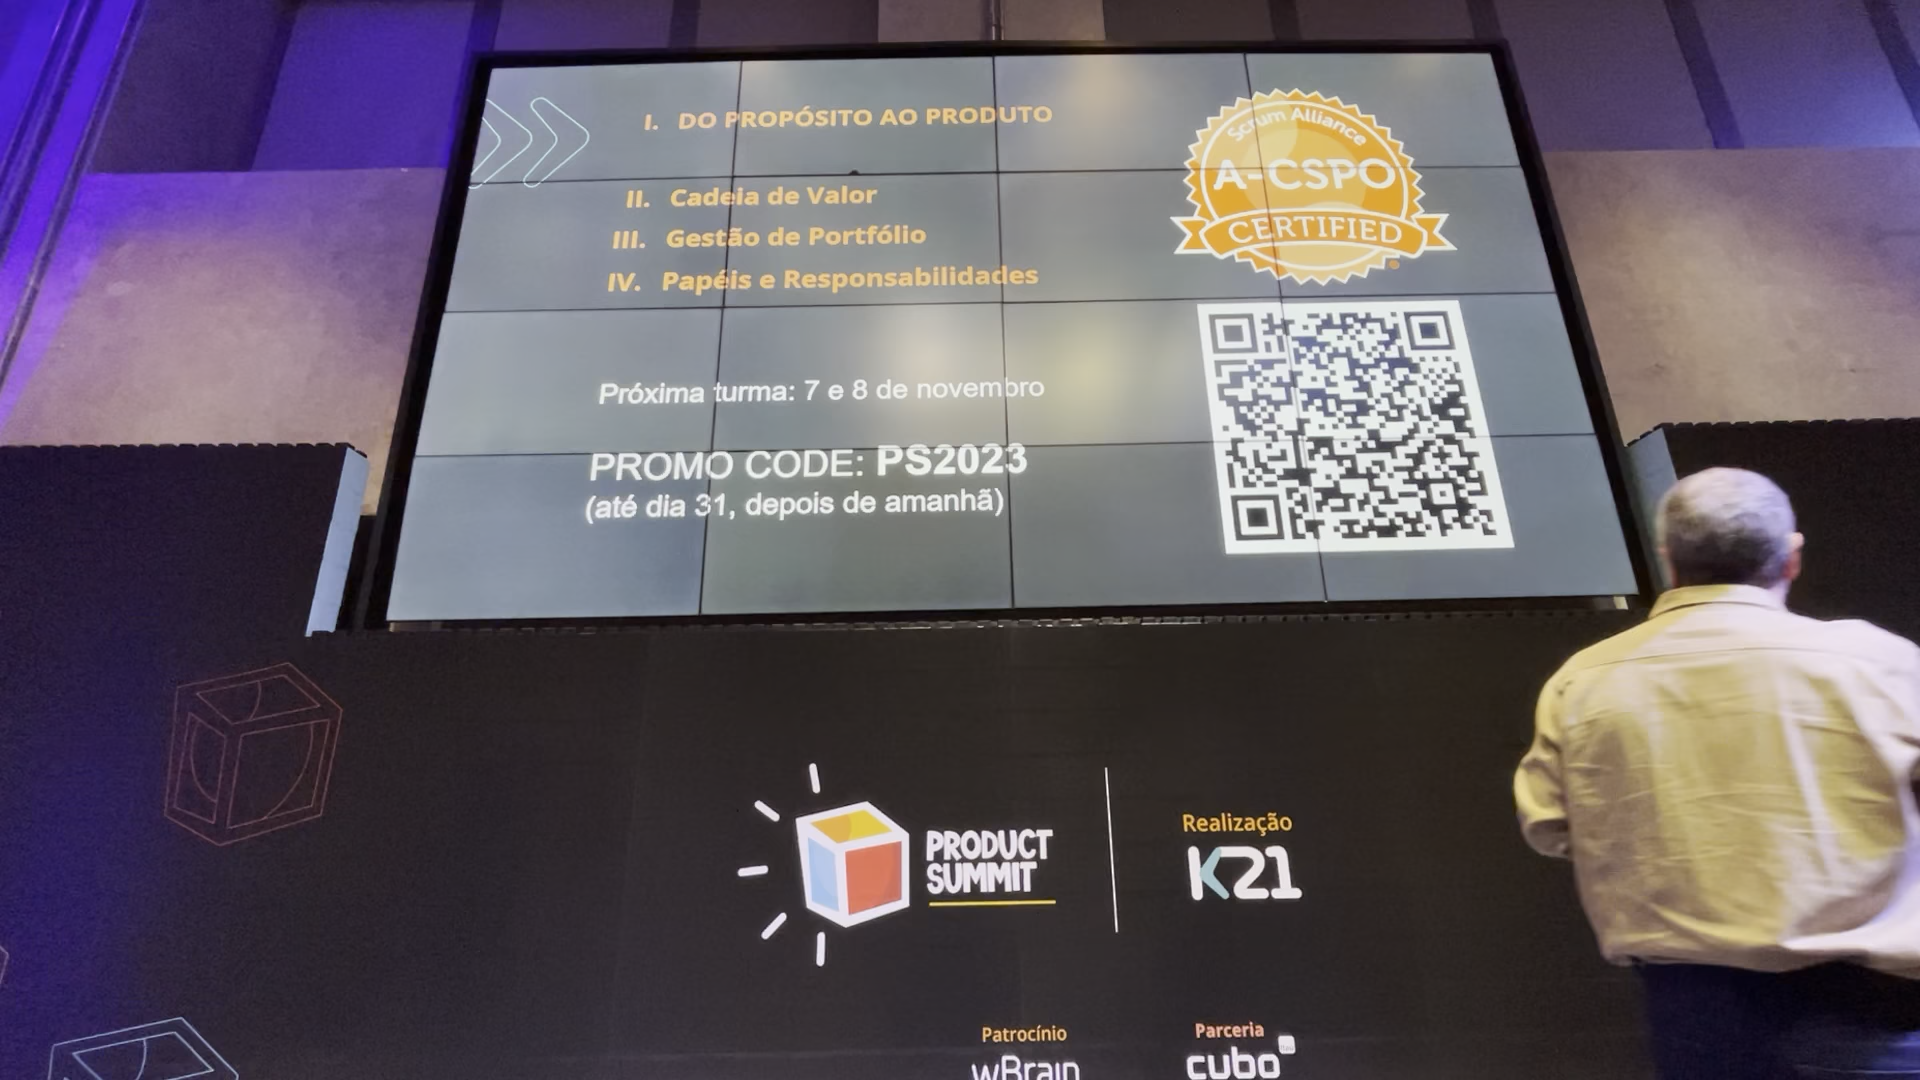 I. DO PROPÓSITO AO PRODUTO
II. Cadeia de Valor
III. Gestão de Portfólio
IV. Papéis e Responsabilidades
Próxima turma: 7 e 8 de novembro
PROMO CODE: PS2023
(até dia 31, depois de amanhã)
Scrum Alliance
A-CSPO
CERTIFIED
PRODUCT
SUMMIT
Realização
K21
Patrocínio
wBrain
Parceria
cubo